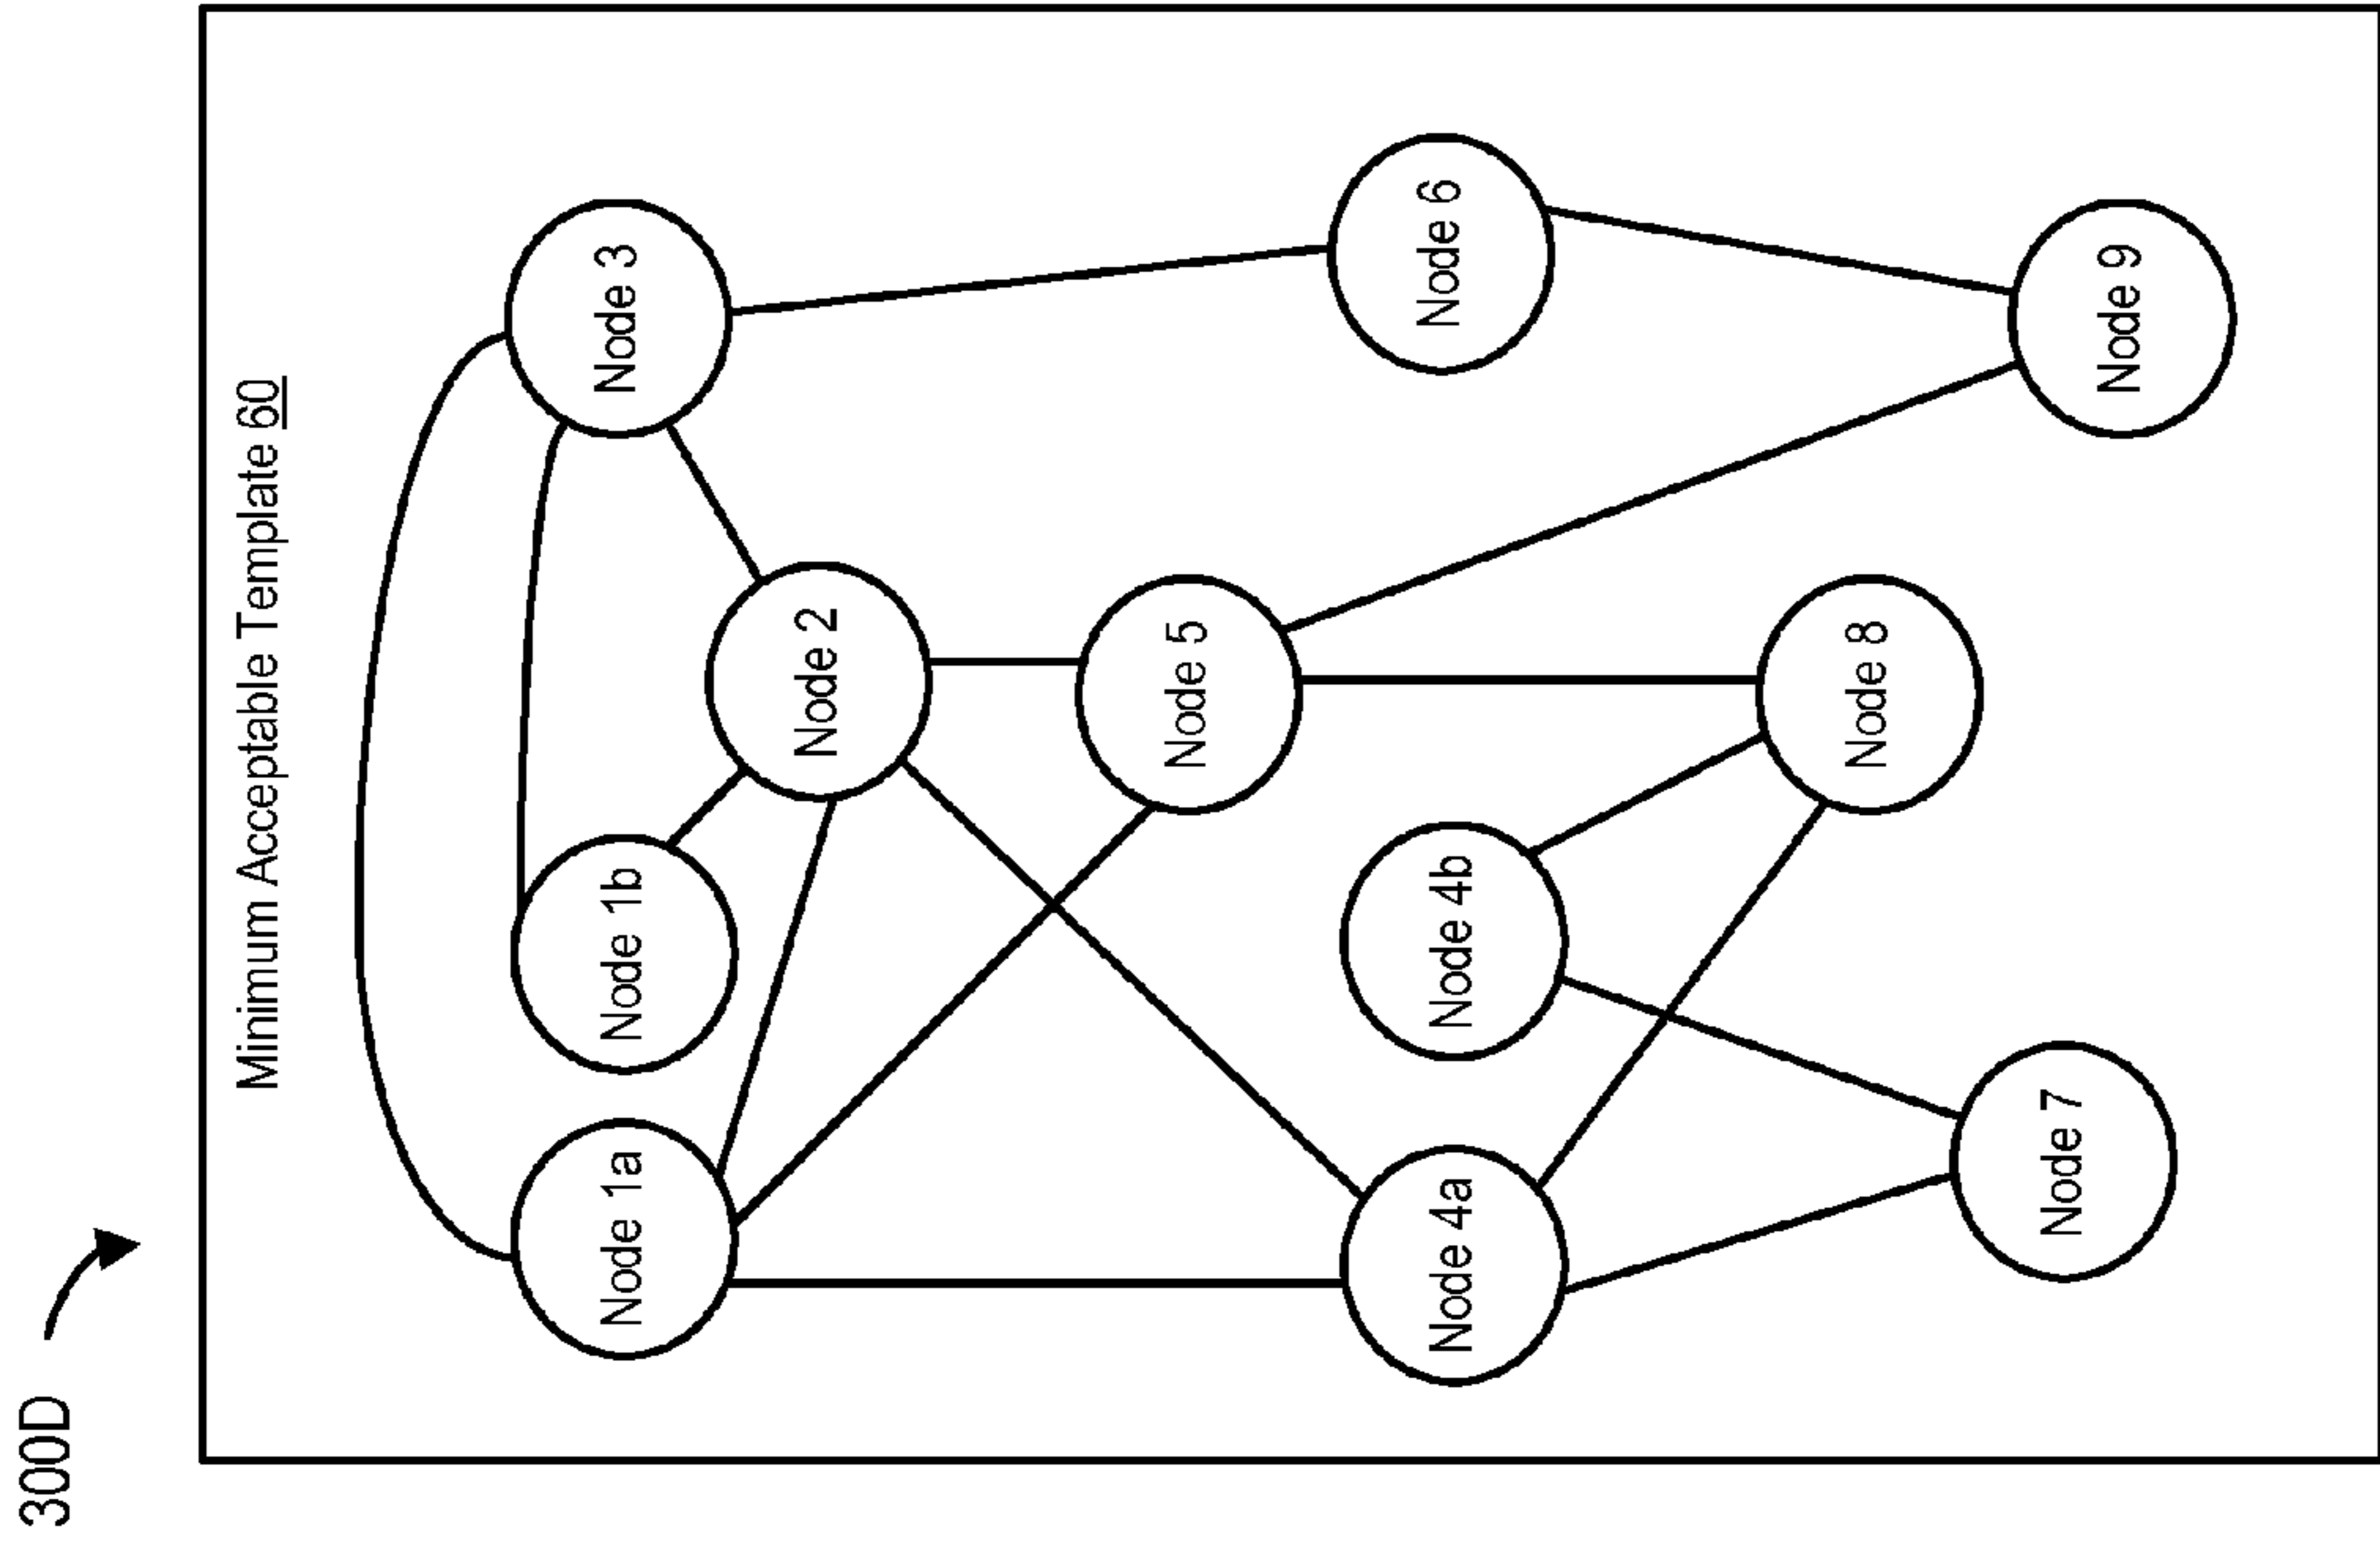 300D
Minimum Acceptable Template 60
Node 1a
Node 1b
Node 2
Node 3
Node 4a
Node 4b
Node 5
Node 6
Node 7
Node 8
Node 9